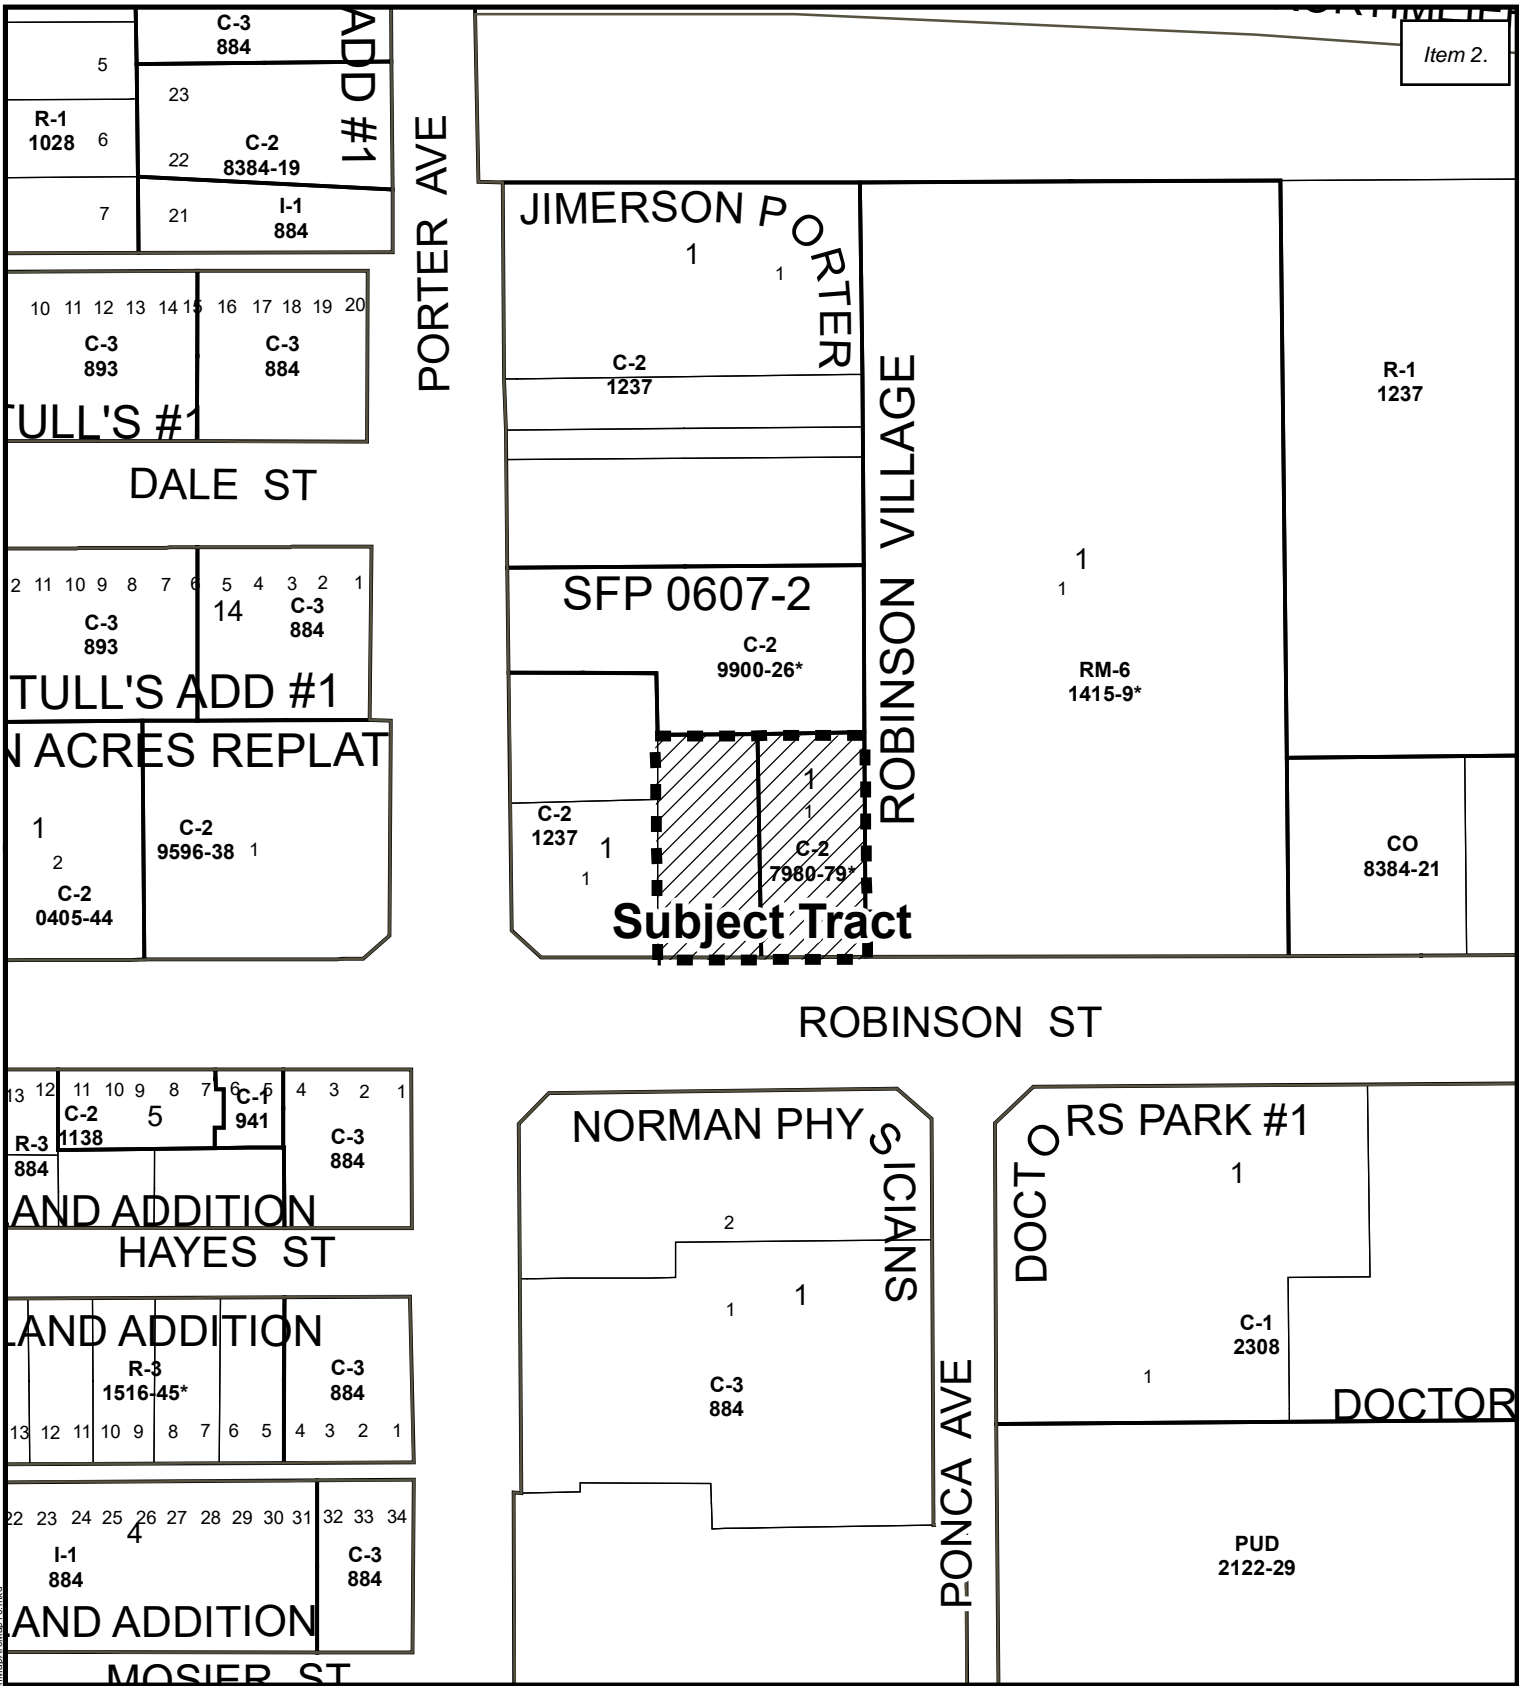 Item 2.
C-3
884
ADD #1
5
R-1
1028
6
7
23
C-2
8384-19
22
21
I-1
884
PORTER AVE
JIMERSON PORTER
1
1
C-2
1237
ROBINSON VILLAGE
R-1
1237
10 11 12 13 14 15 16 17 18 19 20
C-3
893
C-3
884
TULL'S #1
DALE ST
2 11 10 9 8 7 6 5 4 3 2 1
14
C-3
893
C-3
884
TULL'S ADD #1
SFP 0607-2
C-2
9900-26*
1
1
RM-6
1415-9*
N ACRES REPLAT
1
2
C-2
0405-44
C-2
9596-38
1
C-2
1237
1
1
1
1
C-2
7980-79*
Subject Tract
CO
8384-21
ROBINSON ST
13 12 11 10 9 8 7 6 5 4 3 2 1
C-2
1138
5
C-1
941
R-3
884
C-3
884
AND ADDITION
HAYES ST
NORMAN PHYSICIANS
2
1
1
C-3
884
DOCTORS PARK #1
1
C-1
2308
1
DOCTOR
LAND ADDITION
R-3
1516-45*
C-3
884
13 12 11 10 9 8 7 6 5 4 3 2 1
PONCA AVE
22 23 24 25 26 27 28 29 30 31 32 33 34
4
I-1
884
C-3
884
LAND ADDITION
PUD
2122-29
MOSIER ST